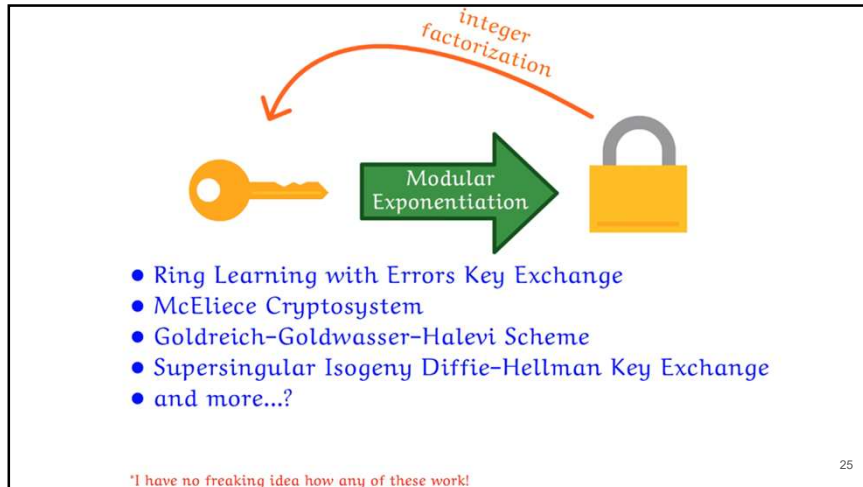 integer
factorization
Modular
Exponentiation
● Ring Learning with Errors Key Exchange
● McEliece Cryptosystem
● Goldreich-Goldwasser-Halevi Scheme
● Supersingular Isogeny Diffie-Hellman Key Exchange
● and more...?
*I have no freaking idea how any of these work!
25